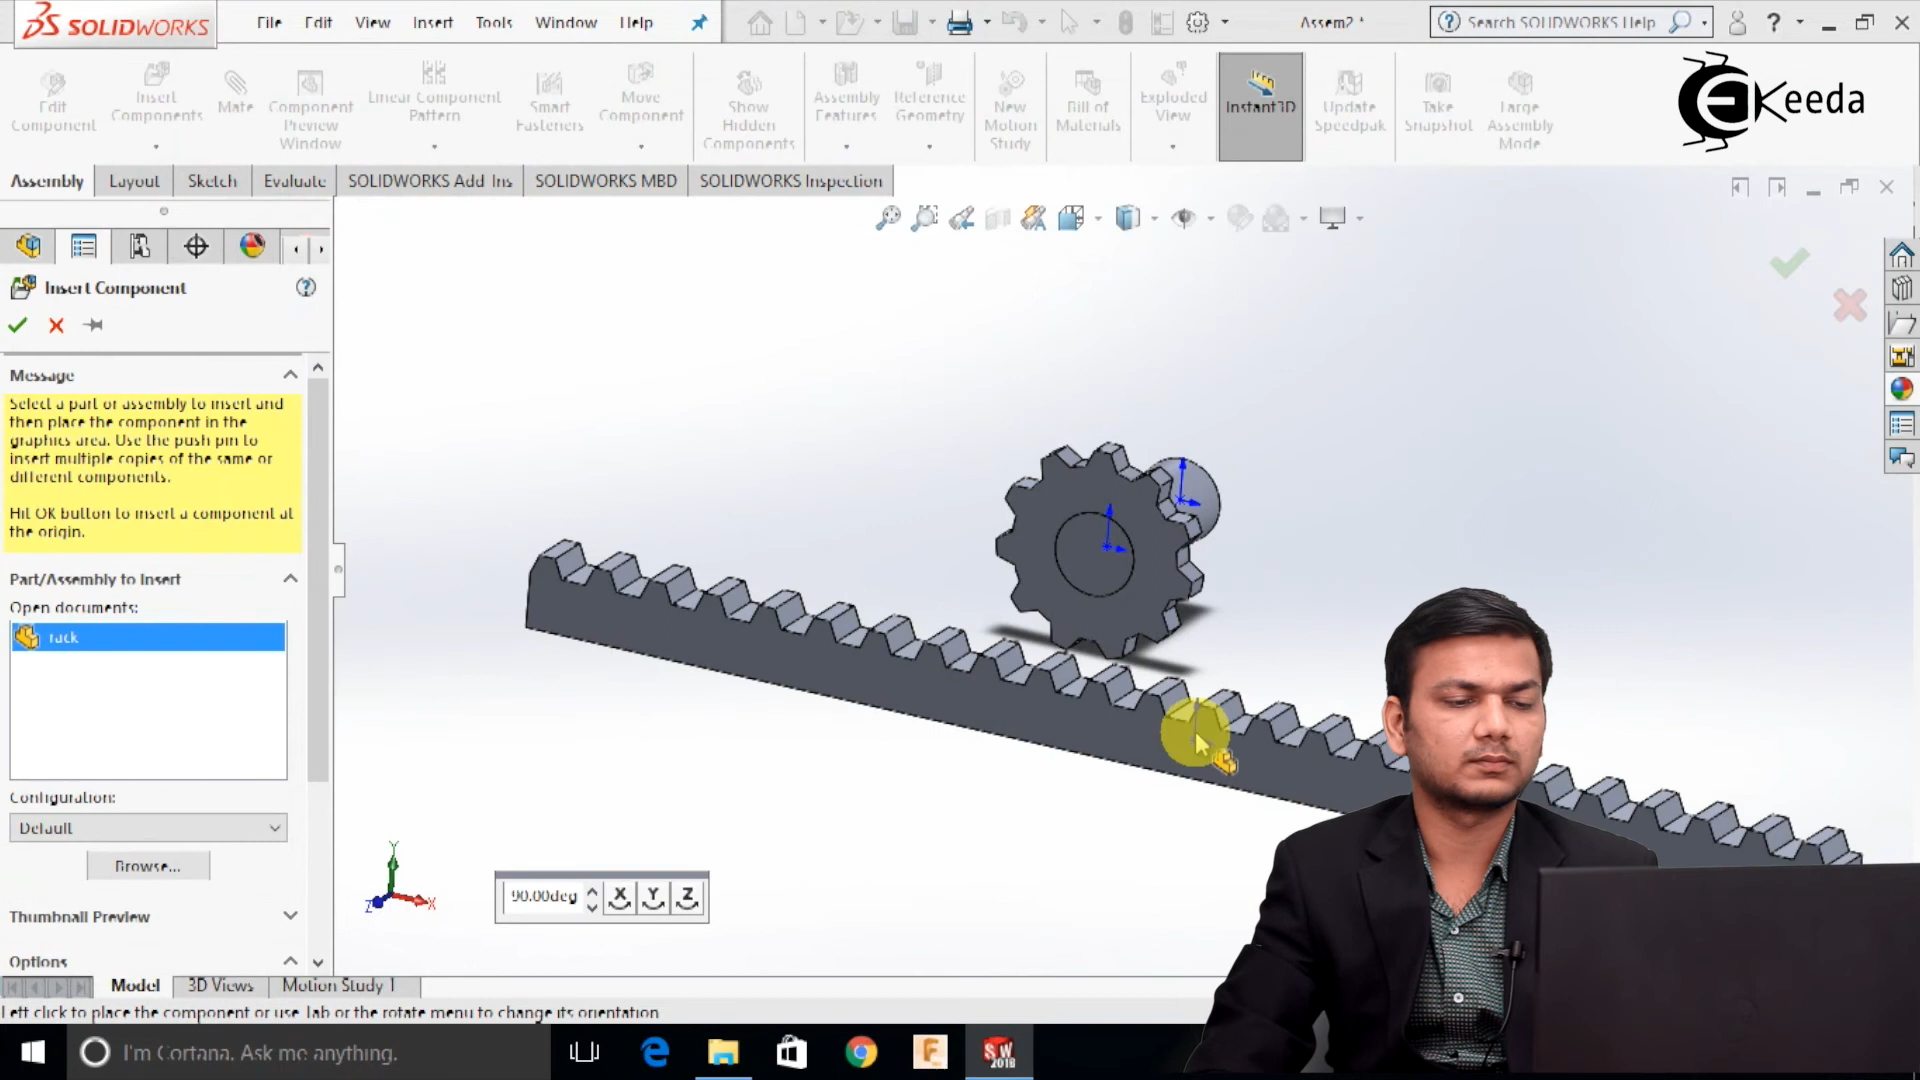 SOLIDWORKS
File Edit View Insert Tools Window Help
Assem2 *
Search SOLIDWORKS Help
Edit Component
Insert Components
Mate
Component Preview Window
Linear Component Pattern
Smart Fasteners
Move Component
Show Hidden Components
Assembly Features
Reference Geometry
New Motion Study
Bill of Materials
Exploded View
Instant3D
Update Speedpak
Take Snapshot
Large Assembly Mode
EKeeda
Assembly Layout Sketch Evaluate SOLIDWORKS Add-Ins SOLIDWORKS MBD SOLIDWORKS Inspection
Insert Component
Message
Select a part or assembly to insert and
then place the component in the
graphics area. Use the push pin to
insert multiple copies of the same or
different components.
Hit OK button to insert a component at
the origin.
Part/Assembly to Insert
Open documents:
rack
Configuration:
Default
Browse...
Thumbnail Preview
Options
Y
X
Z
90.00deg X Y Z
Model 3D Views Motion Study 1
Left click to place the component or use Tab or the rotate menu to change its orientation
I'm Cortana. Ask me anything.
SW
2016